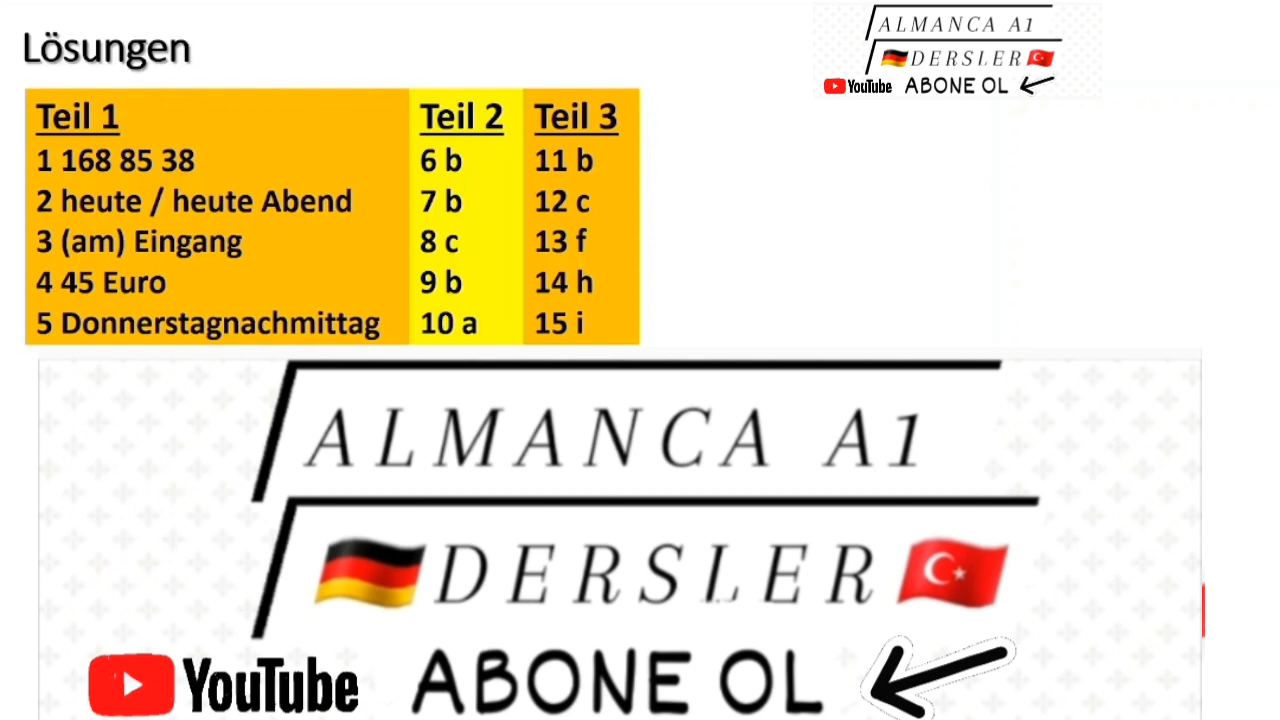 Lösungen
Teil 1
1 168 85 38
2 heute / heute Abend
3 (am) Eingang
4 45 Euro
5 Donnerstagnachmittag
Teil 2
6 b
7 b
8 c
9 b
10 a
Teil 3
11 b
12 c
13 f
14 h
15 i
ALMANCA A1
DERSLER
YouTube ABONE OL
ALMANCA A1
DERSLER
YouTube ABONE OL